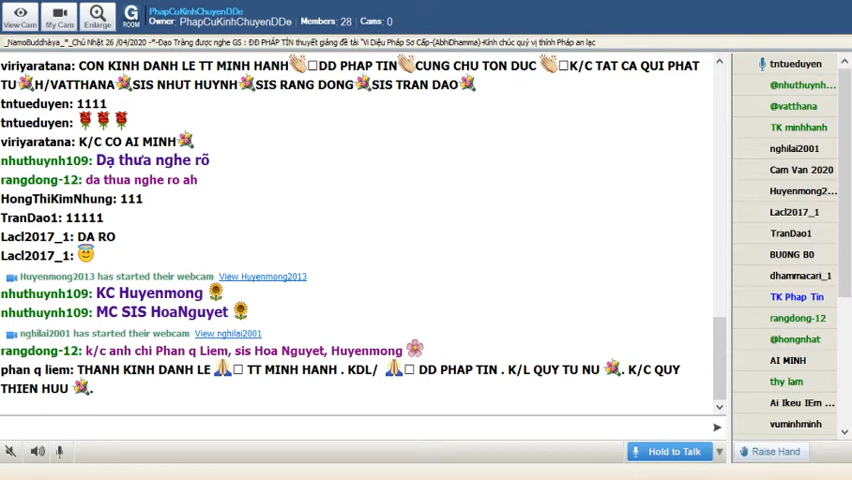 View Cam
My Cam
Enlarge
G
ROOM
PhapCuKinhChuyenDDe
Owner: PhapCuKinhChuyenDDe Members: 28 Cams: 0
_NamoBuddhàya_*_Chủ Nhật 26 /04/2020 -*-Đạo Tràng được nghe GS : ĐĐ PHÁP TÍN thuyết giảng đề tài "Vi Diệu Pháp Sơ Cấp-(AbhiDhamma)-Kính chúc quý vị thính Pháp an lạc
viriyaratana: CON KINH DANH LE TT MINH HANH👏□DD PHAP TIN👏CUNG CHU TON DUC 👏□K/C TAT CA QUI PHAT
TU💐H/VATTHANA💐SIS NHUT HUYNH💐SIS RANG DONG💐SIS TRAN DAO💐
tntueduyen: 1111
tntueduyen: 🌹🌹🌹
viriyaratana: K/C CO AI MINH💐
nhuthuynh109: Dạ thưa nghe rõ
rangdong-12: da thua nghe ro ah
HongThiKimNhung: 111
TranDao1: 11111
Lacl2017_1: DA RO
Lacl2017_1: 😇
Huyenmong2013 has started their webcam View Huyenmong2013
nhuthuynh109: KC Huyenmong 🌻
nhuthuynh109: MC SIS HoaNguyet 🌻
nghilai2001 has started their webcam View nghilai2001
rangdong-12: k/c anh chi Phan q Liem, sis Hoa Nguyet, Huyenmong 🌸
phan q liem: THANH KINH DANH LE 🙏□ TT MINH HANH . KDL/ 🙏□ DD PHAP TIN . K/L QUY TU NU 💐. K/C QUY
THIEN HUU 💐.
tntueduyen
@nhuthuynh...
@vatthana
TK minhhanh
nghilai2001
Cam Van 2020
Huyenmong2...
Lacl2017_1
TranDao1
BU0NG B0
dhammacari_1
TK Phap Tin
rangdong-12
@hongnhat
AI MINH
thy lam
Ai Ikeu IEm ...
vuminhminh
Hold to Talk
Raise Hand